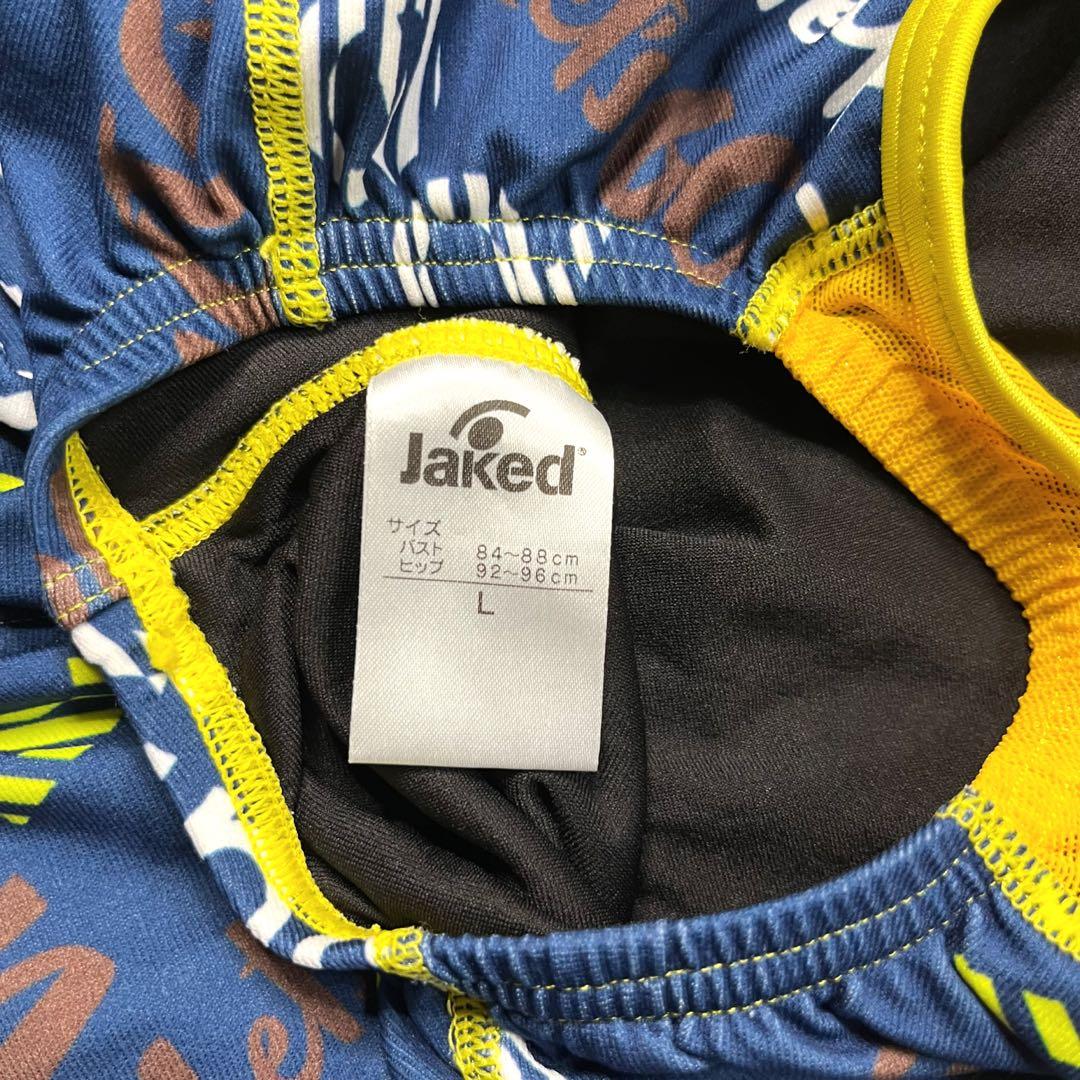 Jaked®
サイズ
バスト 84～88cm
ヒップ 92～96cm
L